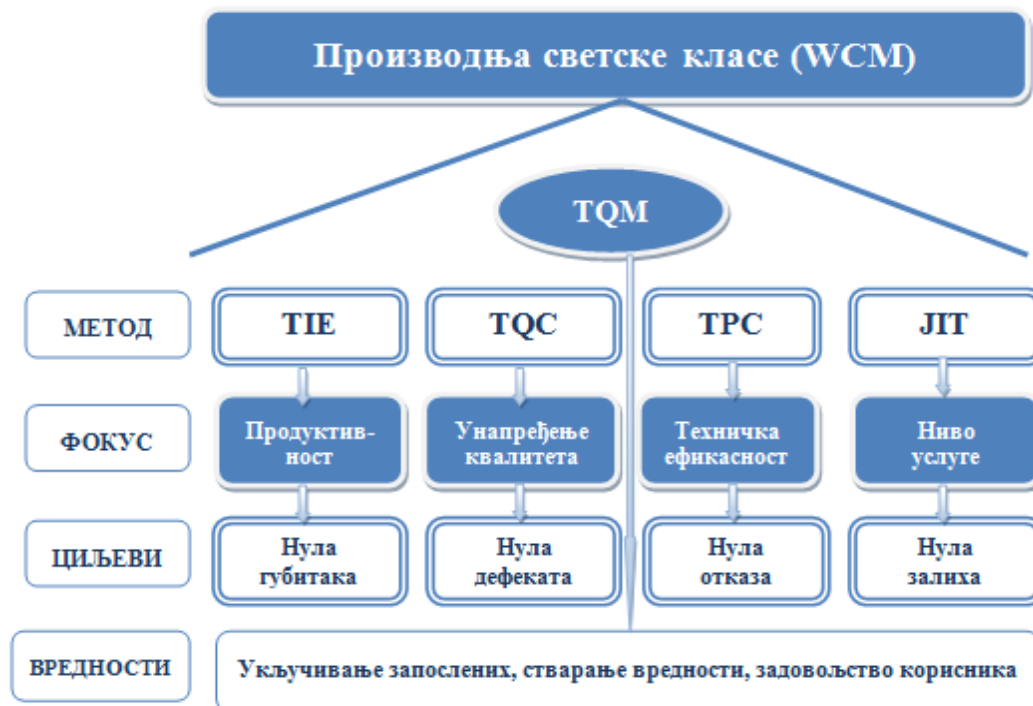 Производња светске класе (WCM)
TQM
МЕТОД
TIE
TQC
TPC
JIT
ФОКУС
Продуктив-
ност
Унапређење
квалитета
Техничка
ефикасност
Ниво
услуге
ЦИЉЕВИ
Нула
губитака
Нула
дефеката
Нула
отказа
Нула
залиха
ВРЕДНОСТИ
Укључивање запослених, стварање вредности, задовољство корисника